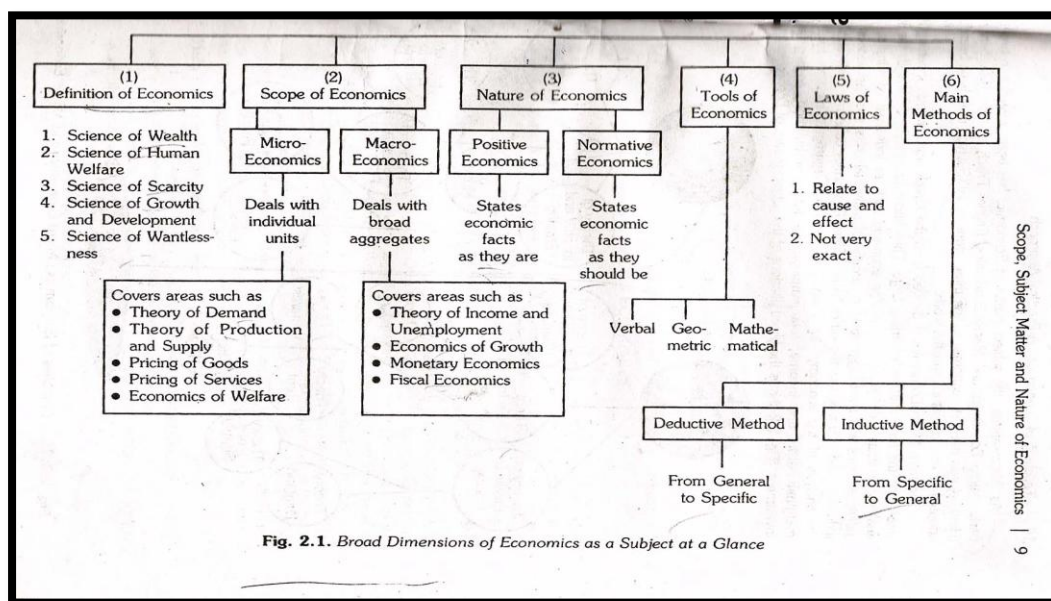 (1)
Definition of Economics
1. Science of Wealth
2. Science of Human
Welfare
3. Science of Scarcity
4. Science of Growth
and Development
5. Science of Wantless-
ness
(2)
Scope of Economics
Micro-
Economics
Deals with
individual
units
Covers areas such as
• Theory of Demand
• Theory of Production
and Supply
• Pricing of Goods
• Pricing of Services
• Economics of Welfare
Macro-
Economics
Deals with
broad
aggregates
Covers areas such as
• Theory of Income and
Unemployment
• Economics of Growth
• Monetary Economics
• Fiscal Economics
(3)
Nature of Economics
Positive
Economics
States
economic
facts
as they are
Normative
Economics
States
economic
facts
as they
should be
(4)
Tools of
Economics
Verbal
Geo-
metric
Mathe-
matical
(5)
Laws of
Economics
1. Relate to
cause and
effect
2. Not very
exact
(6)
Main
Methods of
Economics
Deductive Method
From General
to Specific
Inductive Method
From Specific
to General
Fig. 2.1. Broad Dimensions of Economics as a Subject at a Glance
Scope, Subject Matter and Nature of Economics | 9